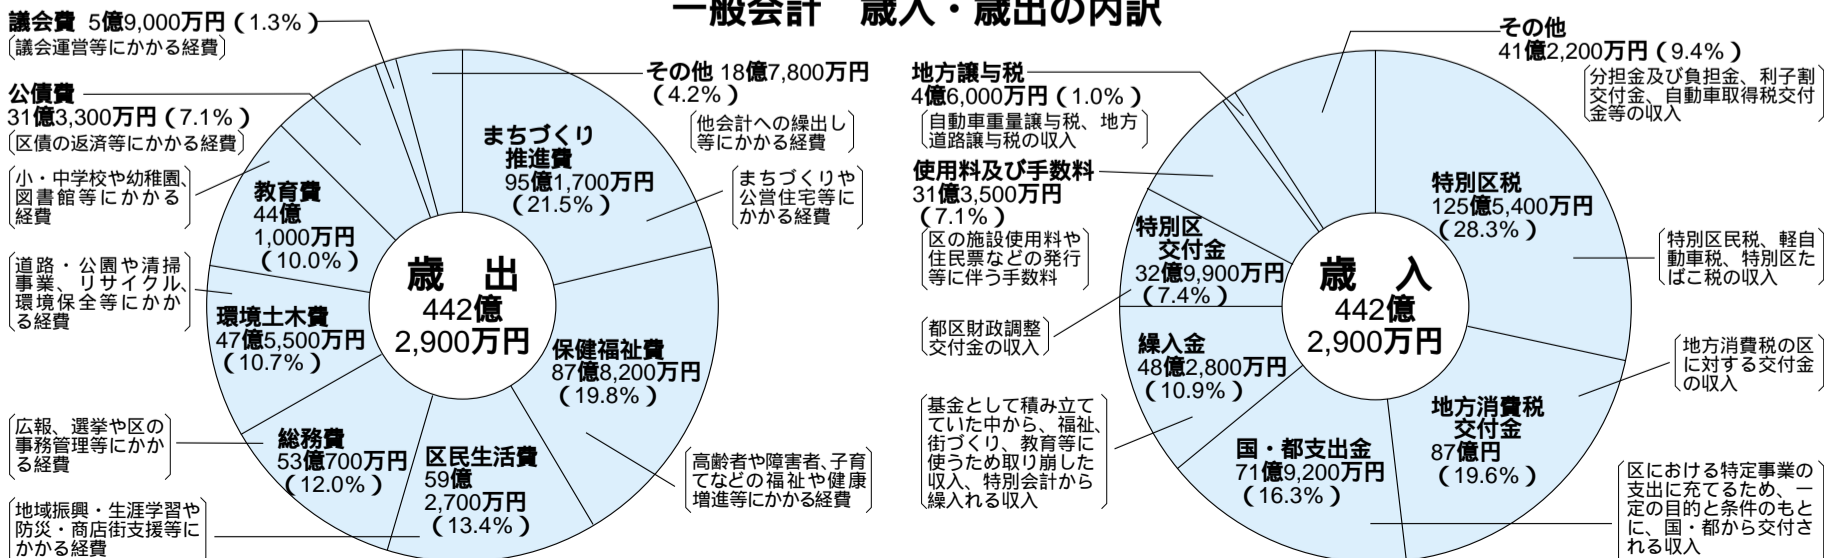 一般会計　歳入・歳出の内訳
議会費 5億9,000万円(1.3%)
〔議会運営等にかかる経費〕
公債費
31億3,300万円(7.1%)
〔区債の返済等にかかる経費〕
小・中学校や幼稚園、
図書館等にかかる
経費
教育費
44億
1,000万円
(10.0%)
道路・公園や清掃
事業、リサイクル、
環境保全等にかか
る経費
環境土木費
47億5,500万円
(10.7%)
広報、選挙や区の
事務管理等にかか
る経費
総務費
53億700万円
(12.0%)
地域振興・生涯学習や
防災・商店街支援等に
かかる経費
区民生活費
59億
2,700万円
(13.4%)
歳　出
442億
2,900万円
その他 18億7,800万円
(4.2%)
他会計への繰出し
等にかかる経費
まちづくり
推進費
95億1,700万円
(21.5%)
まちづくりや
公営住宅等に
かかる経費
保健福祉費
87億8,200万円
(19.8%)
高齢者や障害者、子育
てなどの福祉や健康
増進等にかかる経費
地方譲与税
4億6,000万円(1.0%)
自動車重量譲与税、地方
道路譲与税の収入
使用料及び手数料
31億3,500万円
(7.1%)
区の施設使用料や
住民票などの発行
等に伴う手数料
特別区
交付金
32億9,900万円
(7.4%)
都区財政調整
交付金の収入
繰入金
48億2,800万円
(10.9%)
基金として積み立て
ていた中から、福祉、
街づくり、教育等に
使うため取り崩した
収入、特別会計から
繰入れる収入
国・都支出金
71億9,200万円
(16.3%)
歳　入
442億
2,900万円
その他
41億2,200万円(9.4%)
分担金及び負担金、利子割
交付金、自動車取得税交付
金等の収入
特別区税
125億5,400万円
(28.3%)
特別区民税、軽自
動車税、特別区た
ばこ税の収入
地方消費税
交付金
87億円
(19.6%)
地方消費税の区
に対する交付金
の収入
区における特定事業の
支出に充てるため、一
定の目的と条件のもと
に、国・都から交付さ
れる収入